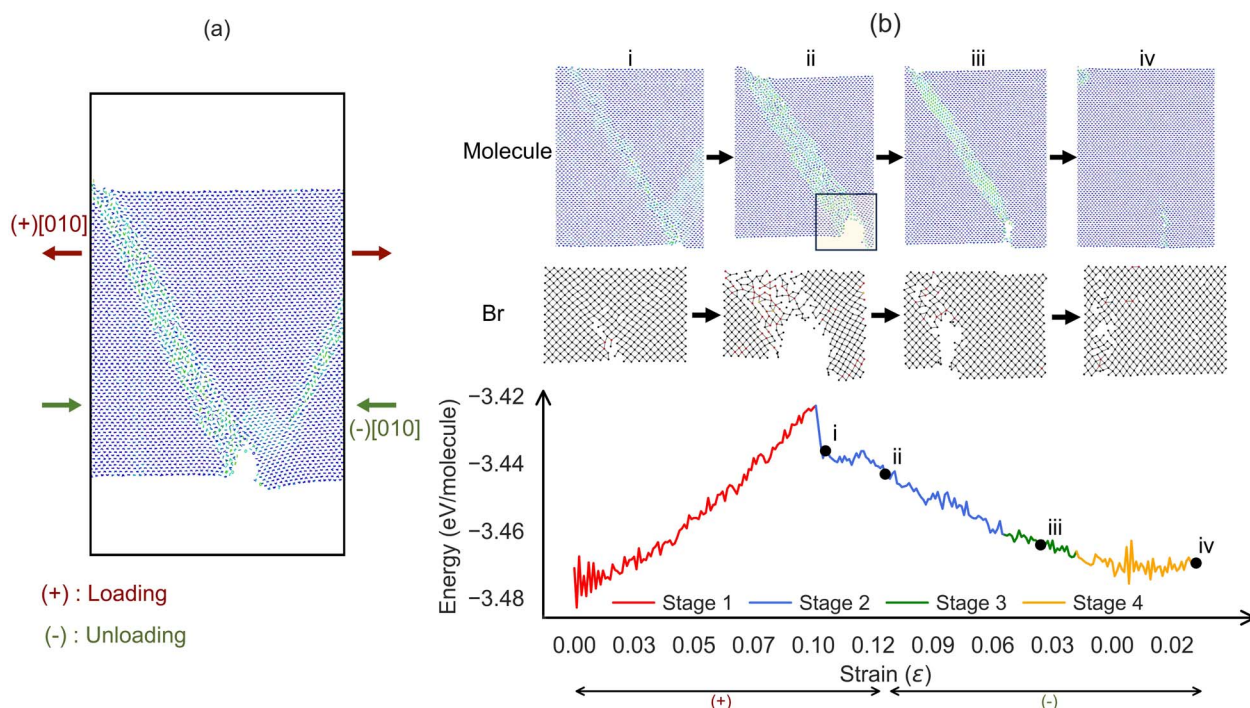 (a)
(+)[010]
(-)[010]
(+) : Loading
(-) : Unloading
(b)
i ii iii iv
Molecule
Br
Energy (eV/molecule)
−3.42
−3.44
−3.46
−3.48
i
ii
iii
iv
Stage 1 Stage 2 Stage 3 Stage 4
0.00 0.03 0.05 0.07 0.10 0.12 0.09 0.06 0.03 0.00 0.02
Strain (ε)
(+) (-)